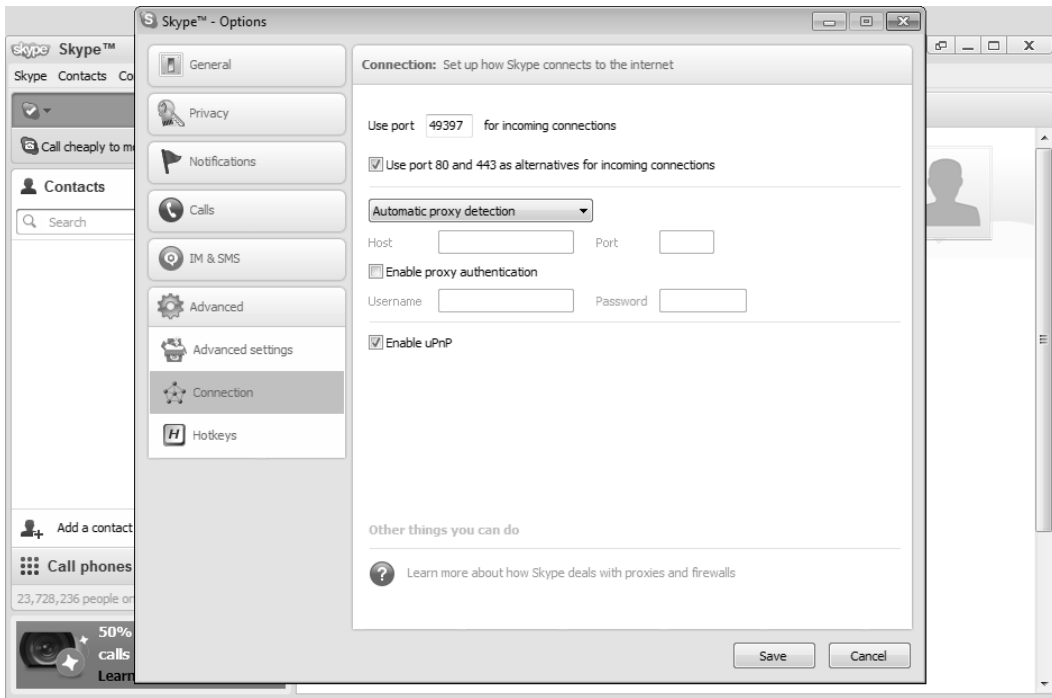 Skype™ - Options
skype Skype™
Skype Contacts Co
Call cheaply to m
Contacts
Search
Add a contact
Call phones
23,728,236 people on
50%
calls
Learn
General
Privacy
Notifications
Calls
IM & SMS
Advanced
Advanced settings
Connection
H Hotkeys
Connection: Set up how Skype connects to the internet
Use port 49397 for incoming connections
Use port 80 and 443 as alternatives for incoming connections
Automatic proxy detection
Host Port
Enable proxy authentication
Username Password
Enable uPnP
Other things you can do
? Learn more about how Skype deals with proxies and firewalls
Save Cancel